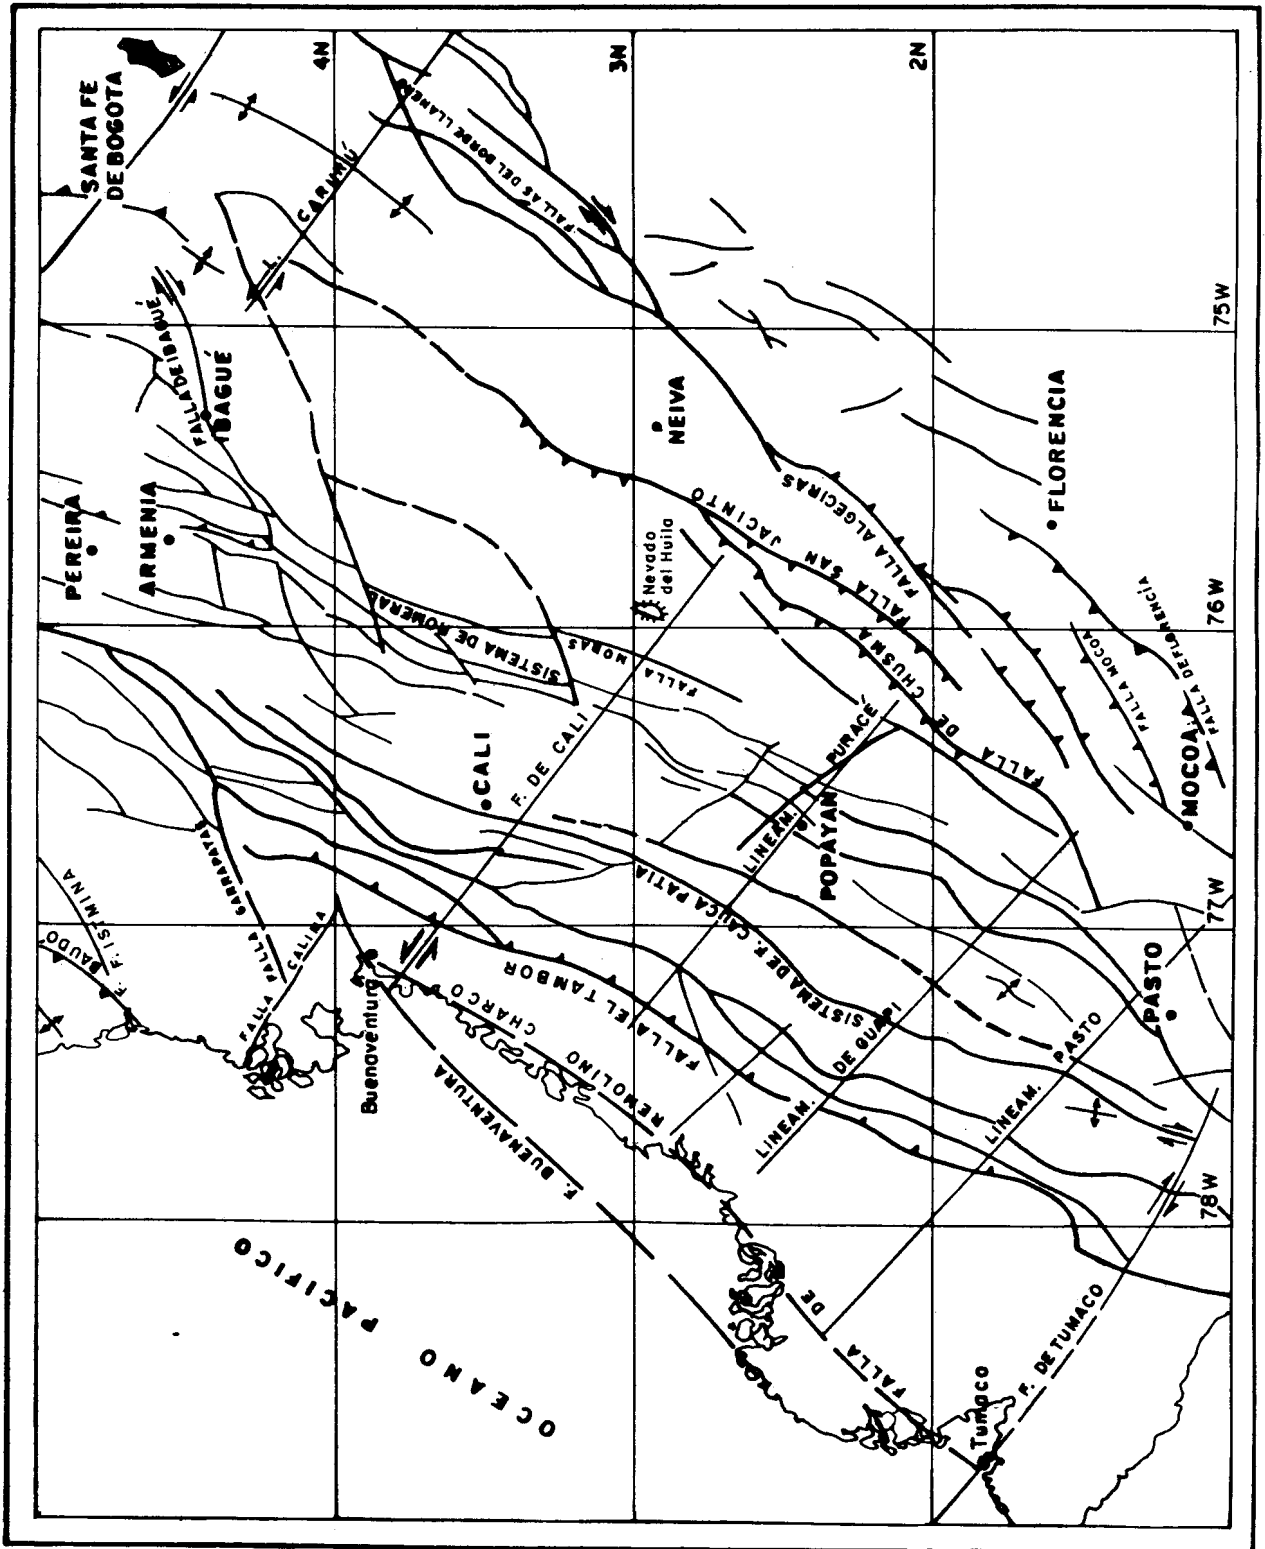 SANTA FE
DE BOGOTA
4N
3N
2N
L. CARURÚ
FALLAS DEL BORDE LLANERO
FALLA DE IBAGUÉ
IBAGUÉ
75W
PEREIRA
ARMENIA
NEIVA
FLORENCIA
Nevado
del Huila
FALLA SAN JACINTO
FALLA ALGECIRAS
FALLA DE CHUSMA
76W
SISTEMA DE ROMERAL
FALLA MORAS
FALLA MOCOA
FALLA DE FLORENCIA
MOCOA
F. DE CALI
CALI
LINEAM. PURACÉ
POPAYAN
F. ISTMINA
F. BAUDO
FALLA GARRAPATAS
FALLA CALIMA
77W
SISTEMA DE F. CAUCA PATIA
Buenaventura
FALLA EL TAMBOR
LINEAM. DE GUAPI
LINEAM. PASTO
PASTO
FALLA DE REMOLINO CHARCO
F. BUENAVENTURA
78W
OCEANO PACIFICO
Tumaco
F. DE TUMACO